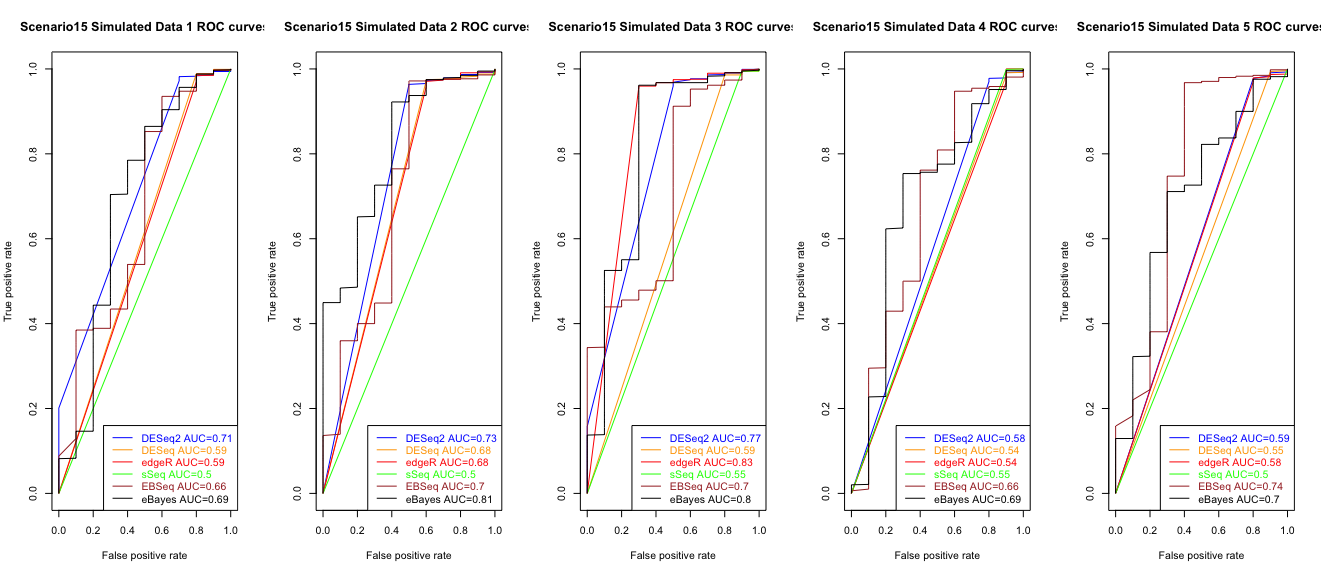 Scenario15 Simulated Data 1 ROC curves
True positive rate
1.0
0.8
0.6
0.4
0.2
0.0
DESeq2 AUC=0.71
DESeq AUC=0.59
edgeR AUC=0.59
sSeq AUC=0.5
EBSeq AUC=0.66
eBayes AUC=0.69
0.0 0.2 0.4 0.6 0.8 1.0
False positive rate
Scenario15 Simulated Data 2 ROC curves
True positive rate
1.0
0.8
0.6
0.4
0.2
0.0
DESeq2 AUC=0.73
DESeq AUC=0.68
edgeR AUC=0.68
sSeq AUC=0.5
EBSeq AUC=0.7
eBayes AUC=0.81
0.0 0.2 0.4 0.6 0.8 1.0
False positive rate
Scenario15 Simulated Data 3 ROC curves
True positive rate
1.0
0.8
0.6
0.4
0.2
0.0
DESeq2 AUC=0.77
DESeq AUC=0.59
edgeR AUC=0.83
sSeq AUC=0.55
EBSeq AUC=0.7
eBayes AUC=0.8
0.0 0.2 0.4 0.6 0.8 1.0
False positive rate
Scenario15 Simulated Data 4 ROC curves
True positive rate
1.0
0.8
0.6
0.4
0.2
0.0
DESeq2 AUC=0.58
DESeq AUC=0.54
edgeR AUC=0.54
sSeq AUC=0.55
EBSeq AUC=0.66
eBayes AUC=0.69
0.0 0.2 0.4 0.6 0.8 1.0
False positive rate
Scenario15 Simulated Data 5 ROC curves
True positive rate
1.0
0.8
0.6
0.4
0.2
0.0
DESeq2 AUC=0.59
DESeq AUC=0.55
edgeR AUC=0.58
sSeq AUC=0.5
EBSeq AUC=0.74
eBayes AUC=0.7
0.0 0.2 0.4 0.6 0.8 1.0
False positive rate